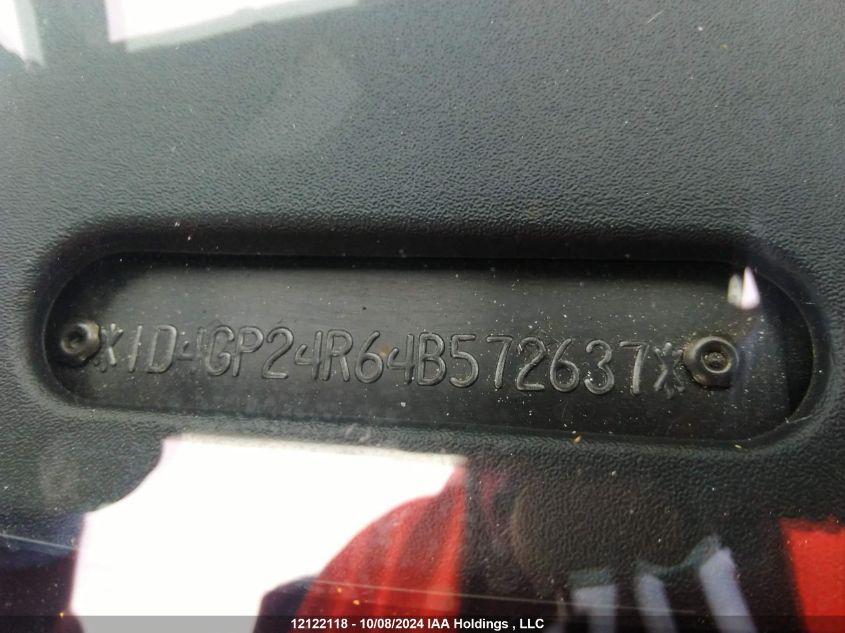 *1D4GP24R64B572637*
12122118 - 10/08/2024 IAA Holdings , LLC